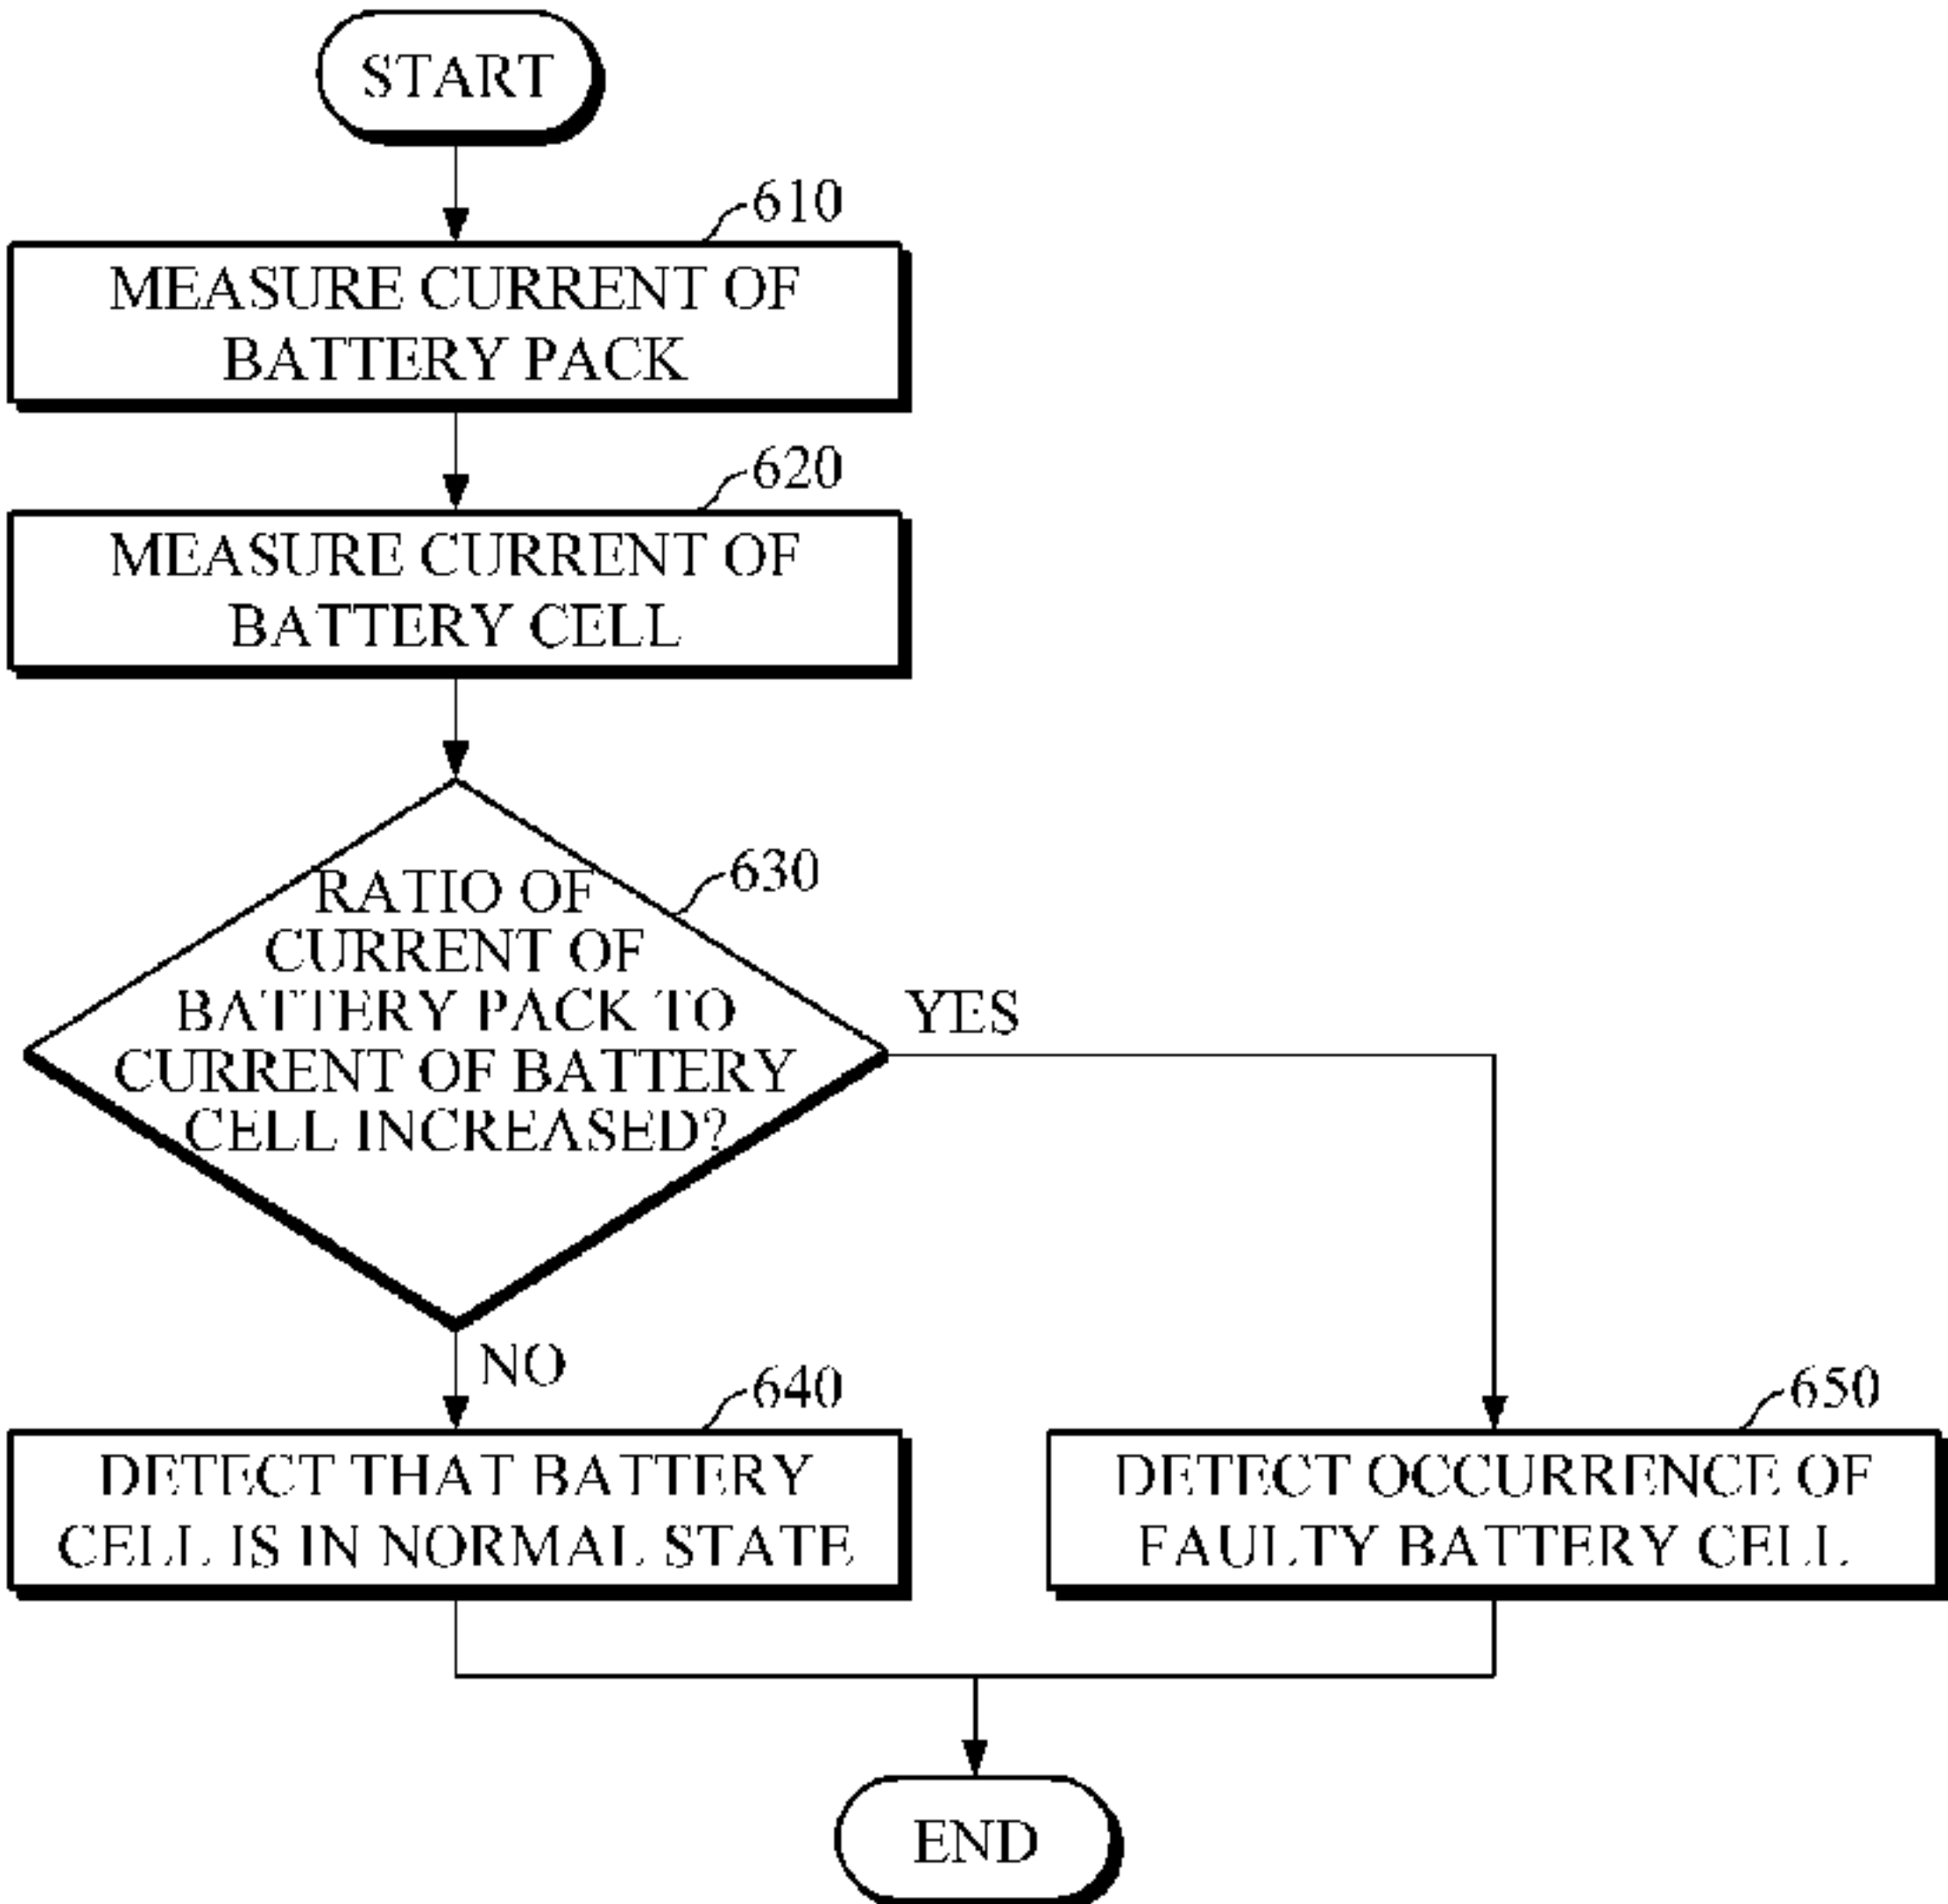 START
610
MEASURE CURRENT OF
BATTERY PACK
620
MEASURE CURRENT OF
BATTERY CELL
630
RATIO OF
CURRENT OF
BATTERY PACK TO
CURRENT OF BATTERY
CELL INCREASED?
YES
NO
640
DETECT THAT BATTERY
CELL IS IN NORMAL STATE
650
DETECT OCCURRENCE OF
FAULTY BATTERY CELL
END